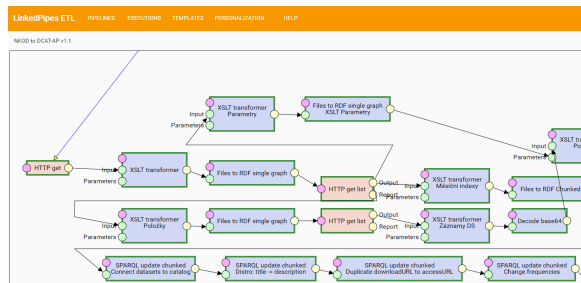 LinkedPipes ETL
PIPELINES
EXECUTIONS
TEMPLATES
PERSONALIZATION
HELP
NKOD to DCAT-AP v1.1
XSLT transformer
Parametry
Input
Parameters
Files to RDF single graph
XSLT Parametry
Input
Parameters
HTTP get
Input
Parameters
XSLT transformer
Files to RDF single graph
HTTP get list
Output
Report
Input
Parameters
XSLT transformer
Měsíční indexy
Files to RDF Chunked
Input
Parameters
XSLT transformer
Položky
Files to RDF single graph
HTTP get list
Output
Report
Input
Parameters
XSLT transformer
Záznamy DS
Decode base64
SPARQL update chunked
Connect datasets to catalog
SPARQL update chunked
Distro: title -> description
SPARQL update chunked
Duplicate downloadURL to accessURL
SPARQL update chunked
Change frequencies